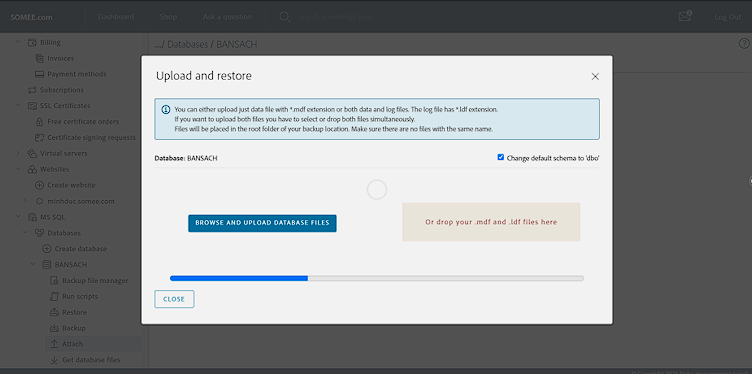 SOMEE.com
Dashboard
Shop
Ask a question
Log Out
Billing
Invoices
Payment methods
Subscriptions
SSL Certificates
Free certificate orders
Certificate signing requests
Virtual servers
Websites
Create website
minhduc.somee.com
MS SQL
Databases
Create database
BANSACH
Backup file manager
Run scripts
Restore
Backup
Attach
Get database files
.../ Databases / BANSACH
Upload and restore
You can either upload just data file with *.mdf extension or both data and log files. The log file has *.ldf extension.
If you want to upload both files you have to select or drop both files simultaneously.
Files will be placed in the root folder of your backup location. Make sure there are no files with the same name.
Database: BANSACH
Change default schema to 'dbo'
BROWSE AND UPLOAD DATABASE FILES
Or drop your .mdf and .ldf files here
CLOSE